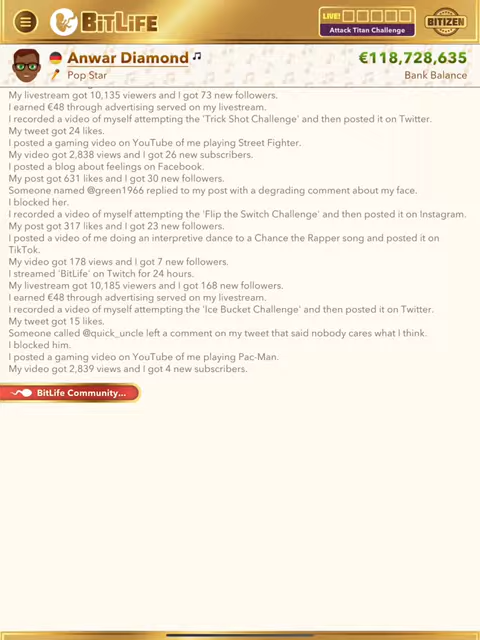 BitLife
LIVE!
Attack Titan Challenge
BITIZEN
Anwar Diamond
€118,728,635
Pop Star
Bank Balance
My livestream got 10,135 viewers and I got 73 new followers.
I earned €48 through advertising served on my livestream.
I recorded a video of myself attempting the 'Trick Shot Challenge' and then posted it on Twitter.
My tweet got 24 likes.
I posted a gaming video on YouTube of me playing Street Fighter.
My video got 2,838 views and I got 26 new subscribers.
I posted a blog about feelings on Facebook.
My post got 631 likes and I got 30 new followers.
Someone named @green1966 replied to my post with a degrading comment about my face.
I blocked her.
I recorded a video of myself attempting the 'Flip the Switch Challenge' and then posted it on Instagram.
My post got 317 likes and I got 23 new followers.
I posted a video of me doing an interpretive dance to a Chance the Rapper song and posted it on
TikTok.
My video got 178 views and I got 7 new followers.
I streamed 'BitLife' on Twitch for 24 hours.
My livestream got 10,185 viewers and I got 168 new followers.
I earned €48 through advertising served on my livestream.
I recorded a video of myself attempting the 'Ice Bucket Challenge' and then posted it on Twitter.
My tweet got 15 likes.
Someone called @quick_uncle left a comment on my tweet that said nobody cares what I think.
I blocked him.
I posted a gaming video on YouTube of me playing Pac-Man.
My video got 2,839 views and I got 4 new subscribers.
BitLife Community...